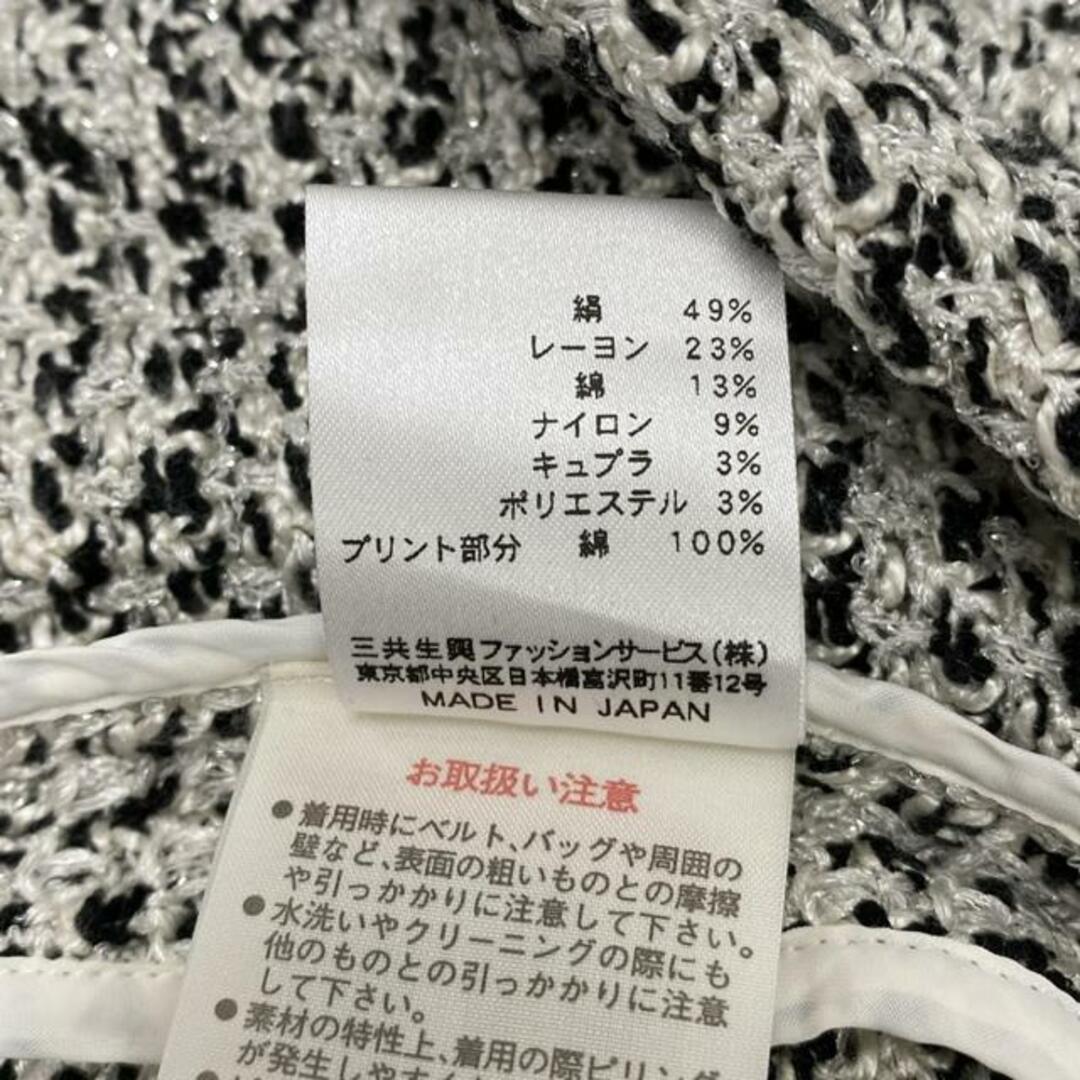 絹 49%
レーヨン 23%
綿 13%
ナイロン 9%
キュプラ 3%
ポリエステル 3%
プリント部分 綿 100%
三共生興ファッションサービス(株)
東京都中央区日本橋富沢町11番12号
MADE IN JAPAN
お取扱い注意
●着用時にベルト、バッグや周囲の
壁など、表面の粗いものとの摩擦
や引っかかりに注意して下さい。
●水洗いやクリーニングの際にも
他のものとの引っかかりに注意
して下さい。
●素材の特性上、着用の際ピリング
が発生しやすく